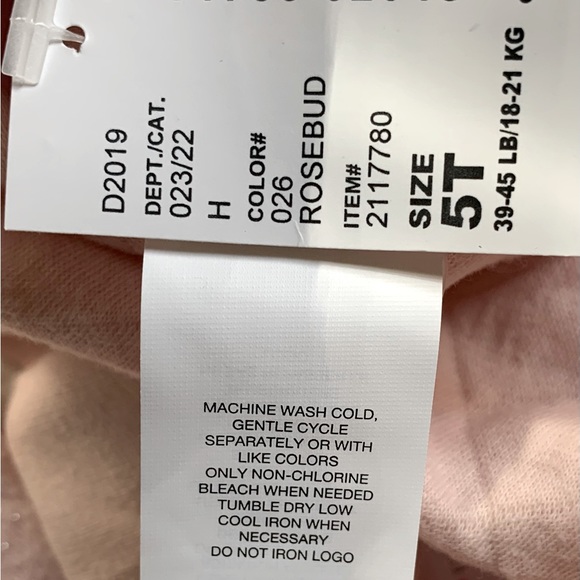 D2019
DEPT./CAT.
023/22
H
COLOR#
026
ROSEBUD
ITEM#
2117780
SIZE
5T
39-45 LB/18-21 KG
MACHINE WASH COLD,
GENTLE CYCLE
SEPARATELY OR WITH
LIKE COLORS
ONLY NON-CHLORINE
BLEACH WHEN NEEDED
TUMBLE DRY LOW
COOL IRON WHEN
NECESSARY
DO NOT IRON LOGO